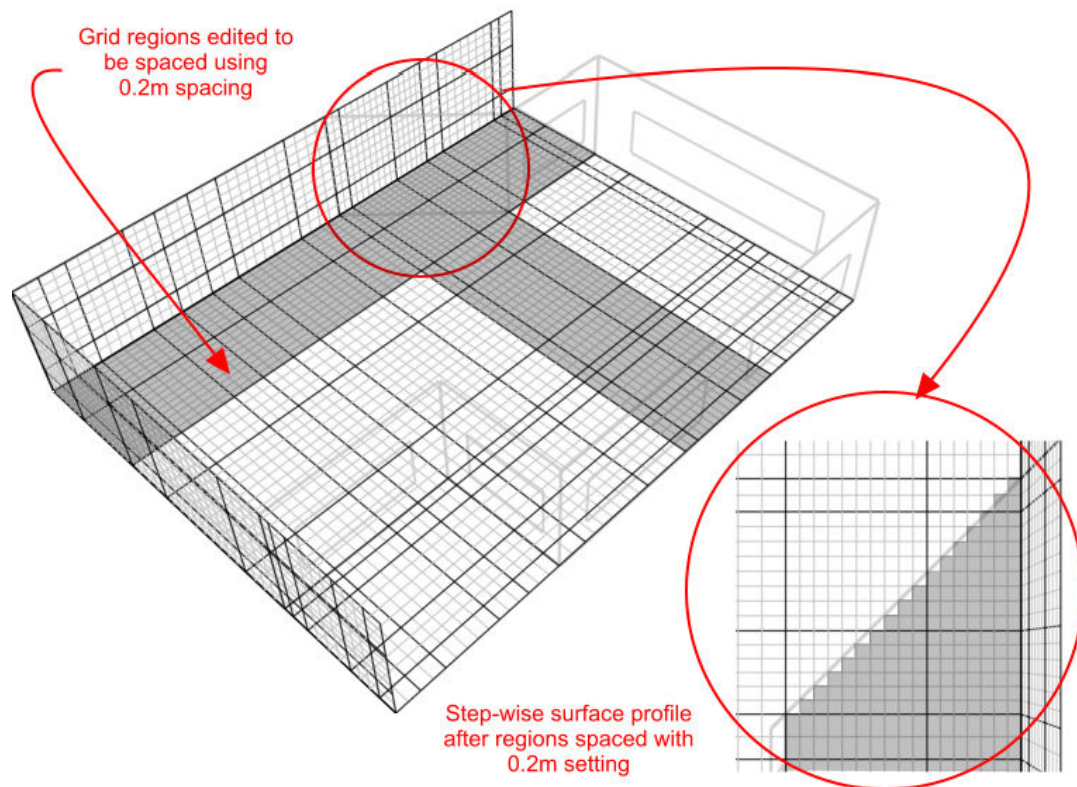 Grid regions edited to
be spaced using
0.2m spacing
Step-wise surface profile
after regions spaced with
0.2m setting